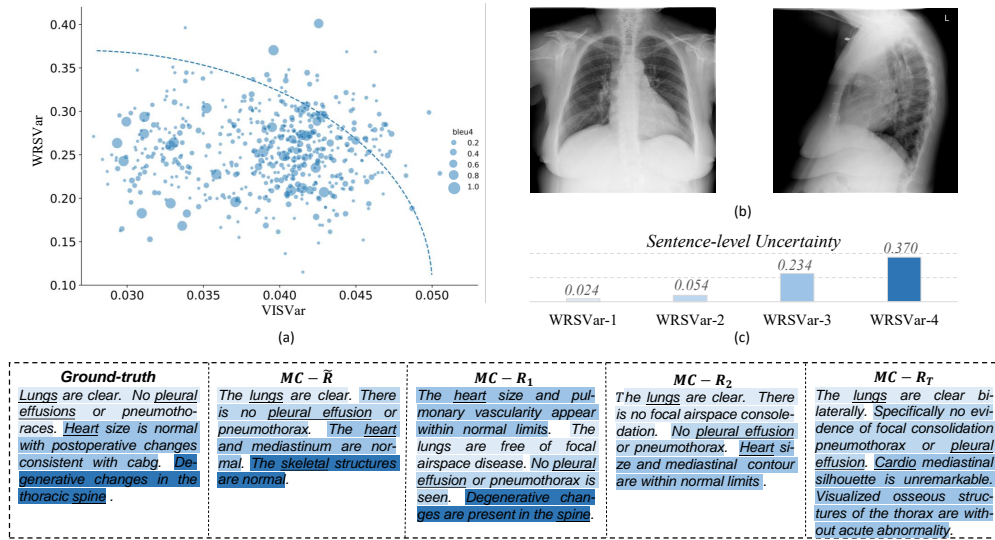 0.40
0.35
0.30
0.25
0.20
0.15
0.10
WRSVar
0.030
0.035
0.040
0.045
0.050
VISVar
bleu4
0.2
0.4
0.6
0.8
1.0
(a)
L
(b)
Sentence-level Uncertainty
0.024
0.054
0.234
0.370
WRSVar-1
WRSVar-2
WRSVar-3
WRSVar-4
(c)
Ground-truth
Lungs are clear. No pleural
effusions or pneumotho-
races. Heart size is normal
with postoperative changes
consistent with cabg. De-
generative changes in the
thoracic spine .
MC − R̃
The lungs are clear. There
is no pleural effusion or
pneumothorax. The heart
and mediastinum are nor-
mal. The skeletal structures
are normal.
MC − R₁
The heart size and pul-
monary vascularity appear
within normal limits. The
lungs are free of focal
airspace disease. No pleural
effusion or pneumothorax is
seen. Degenerative chan-
ges are present in the spine.
MC − R₂
The lungs are clear. There
is no focal airspace console-
dation. No pleural effusion
or pneumothorax. Heart si-
ze and mediastinal contour
are within normal limits .
MC − R_T
The lungs are clear bi-
laterally. Specifically no evi-
dence of focal consolidation
pneumothorax or pleural
effusion. Cardio mediastinal
silhouette is unremarkable.
Visualized osseous struc-
tures of the thorax are with-
out acute abnormality.